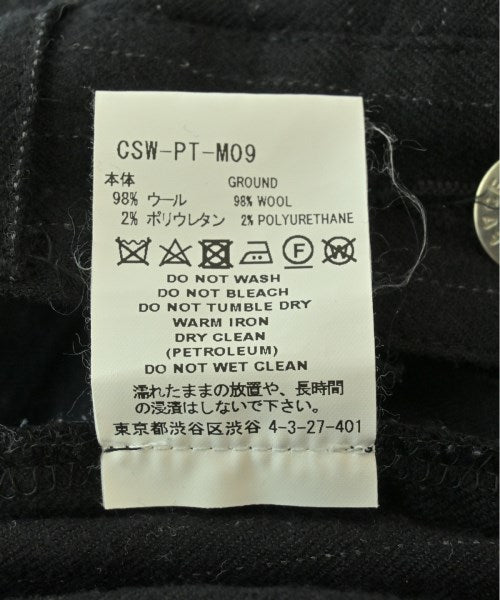 CSW-PT-M09
本体 GROUND
98% ウール 98% WOOL
2% ポリウレタン 2% POLYURETHANE
F W
DO NOT WASH
DO NOT BLEACH
DO NOT TUMBLE DRY
WARM IRON
DRY CLEAN
(PETROLEUM)
DO NOT WET CLEAN
濡れたままの放置や、長時間
の浸漬はしないで下さい。
東京都渋谷区渋谷 4-3-27-401